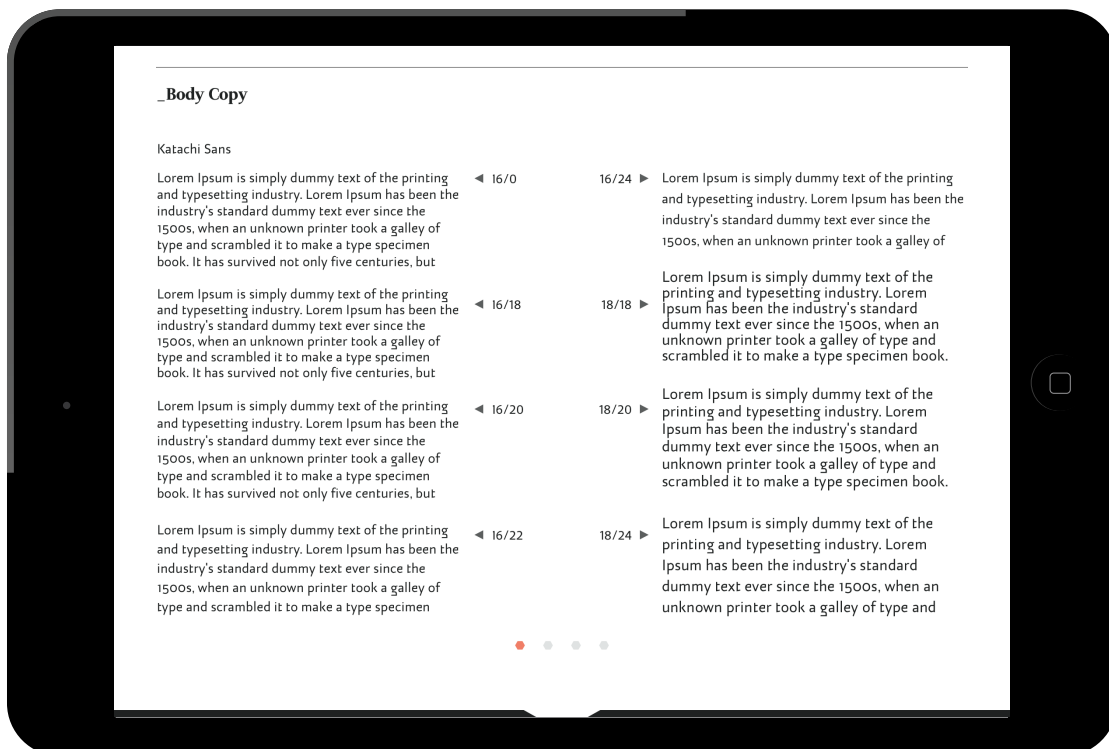 _Body Copy
Katachi Sans
Lorem Ipsum is simply dummy text of the printing
and typesetting industry. Lorem Ipsum has been the
industry's standard dummy text ever since the
1500s, when an unknown printer took a galley of
type and scrambled it to make a type specimen
book. It has survived not only five centuries, but
◀ 16/0
Lorem Ipsum is simply dummy text of the printing
and typesetting industry. Lorem Ipsum has been the
industry's standard dummy text ever since the
1500s, when an unknown printer took a galley of
type and scrambled it to make a type specimen
book. It has survived not only five centuries, but
◀ 16/18
Lorem Ipsum is simply dummy text of the printing
and typesetting industry. Lorem Ipsum has been the
industry's standard dummy text ever since the
1500s, when an unknown printer took a galley of
type and scrambled it to make a type specimen
book. It has survived not only five centuries, but
◀ 16/20
Lorem Ipsum is simply dummy text of the printing
and typesetting industry. Lorem Ipsum has been the
industry's standard dummy text ever since the
1500s, when an unknown printer took a galley of
type and scrambled it to make a type specimen
◀ 16/22
16/24 ▶
Lorem Ipsum is simply dummy text of the printing
and typesetting industry. Lorem Ipsum has been the
industry's standard dummy text ever since the
1500s, when an unknown printer took a galley of
18/18 ▶
Lorem Ipsum is simply dummy text of the
printing and typesetting industry. Lorem
Ipsum has been the industry's standard
dummy text ever since the 1500s, when an
unknown printer took a galley of type and
scrambled it to make a type specimen book.
18/20 ▶
Lorem Ipsum is simply dummy text of the
printing and typesetting industry. Lorem
Ipsum has been the industry's standard
dummy text ever since the 1500s, when an
unknown printer took a galley of type and
scrambled it to make a type specimen book.
18/24 ▶
Lorem Ipsum is simply dummy text of the
printing and typesetting industry. Lorem
Ipsum has been the industry's standard
dummy text ever since the 1500s, when an
unknown printer took a galley of type and